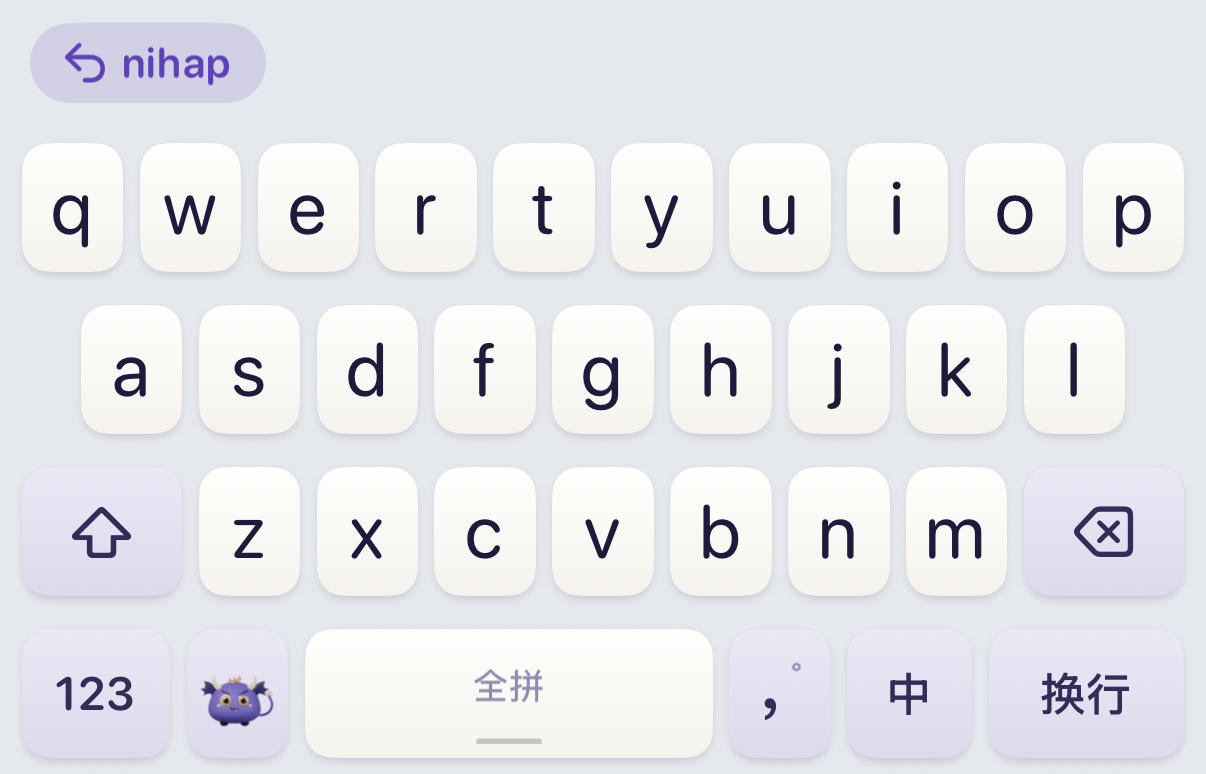 nihap
q w e r t y u i o p
a s d f g h j k l
z x c v b n m
123 全拼 ， 。 中 换行